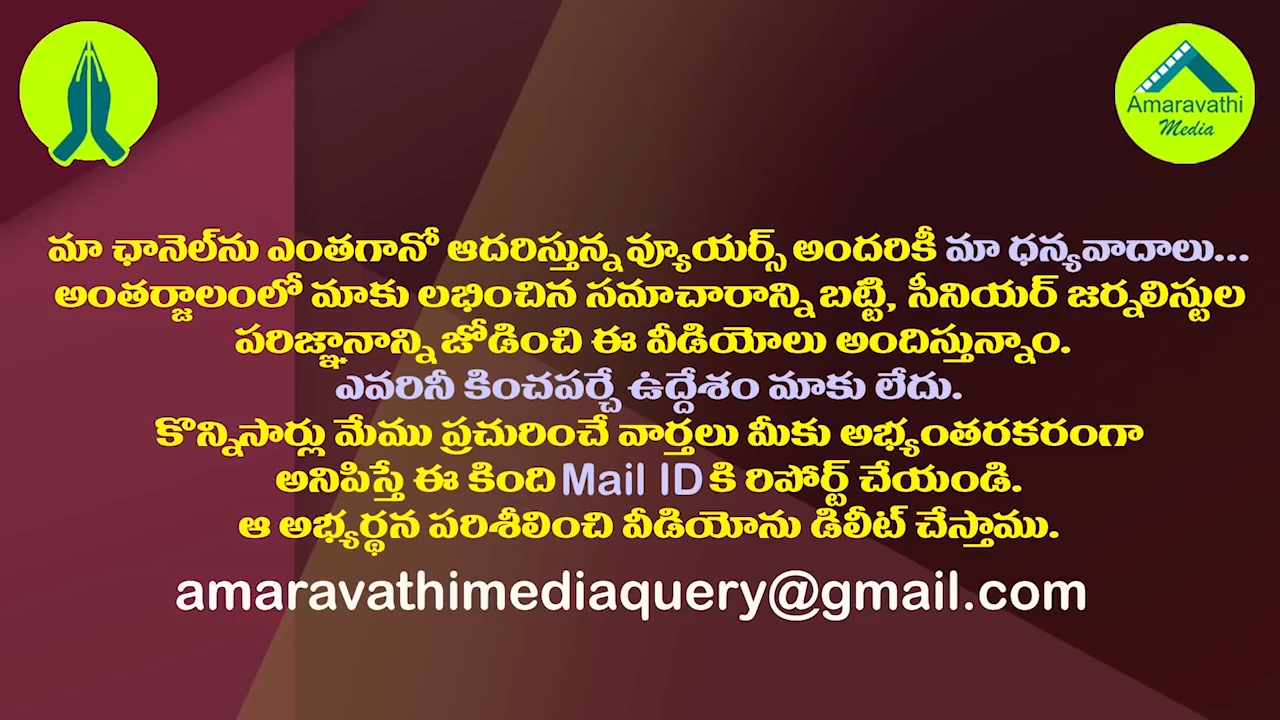 Amaravathi
Media
మా ఛానెల్‌ను ఎంతగానో ఆదరిస్తున్న వ్యూయర్స్ అందరికీ మా ధన్యవాదాలు...
అంతర్జాలంలో మాకు లభించిన సమాచారాన్ని బట్టి, సీనియర్ జర్నలిస్టుల
పరిజ్ఞానాన్ని జోడించి ఈ వీడియోలు అందిస్తున్నాం.
ఎవరినీ కించపర్చే ఉద్దేశం మాకు లేదు.
కొన్నిసార్లు మేము ప్రచురించే వార్తలు మీకు అభ్యంతరకరంగా
అనిపిస్తే ఈ కింది Mail ID కి రిపోర్ట్ చేయండి.
ఆ అభ్యర్థన పరిశీలించి వీడియోను డిలీట్ చేస్తాము.
amaravathimediaquery@gmail.com